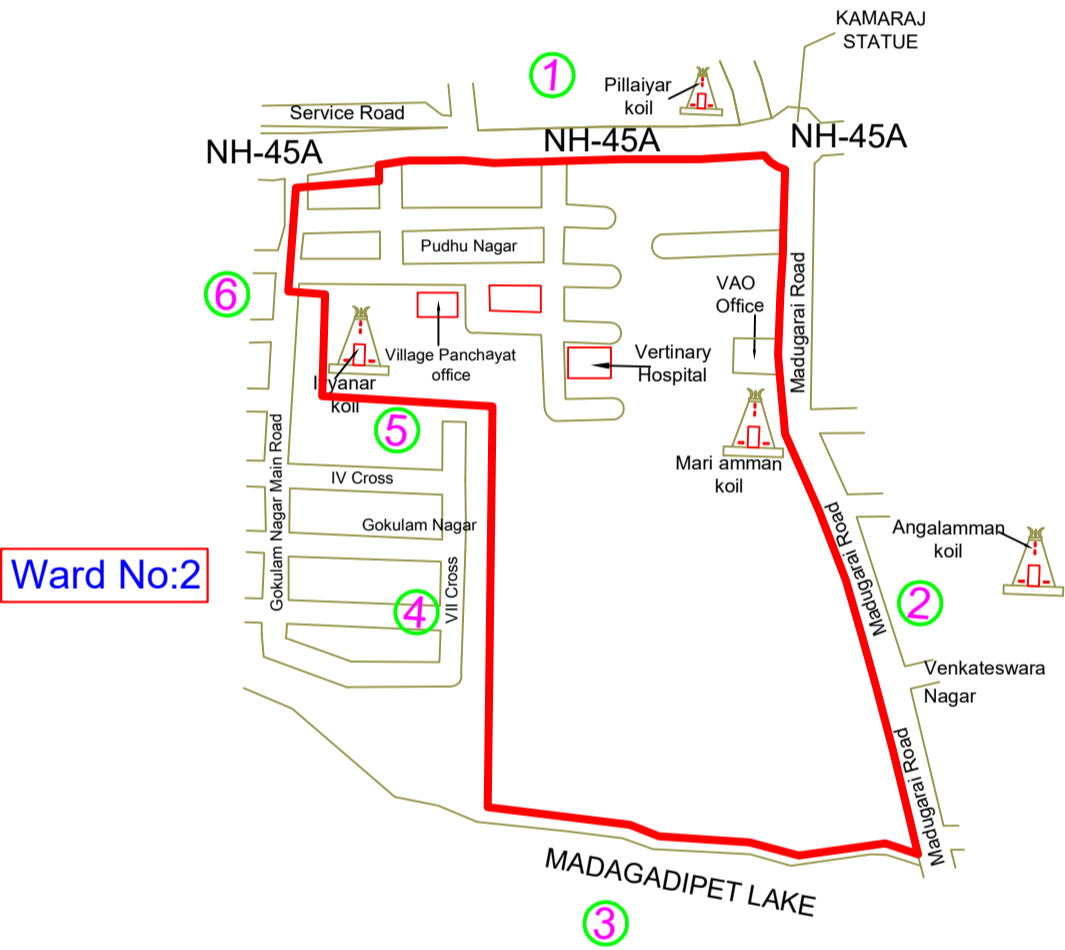 KAMARAJ
STATUE
1
Pillaiyar
koil
Service Road
NH-45A
NH-45A
NH-45A
Pudhu Nagar
6
VAO
Office
Madugarai Road
Village Panchayat
office
Vertinary
Hospital
Iyyanar
koil
5
Mari amman
koil
Gokulam Nagar Main Road
IV Cross
Gokulam Nagar
Madugarai Road
Angalamman
koil
Ward No:2
VII Cross
4
2
Venkateswara
Nagar
Madugarai Road
MADAGADIPET LAKE
3